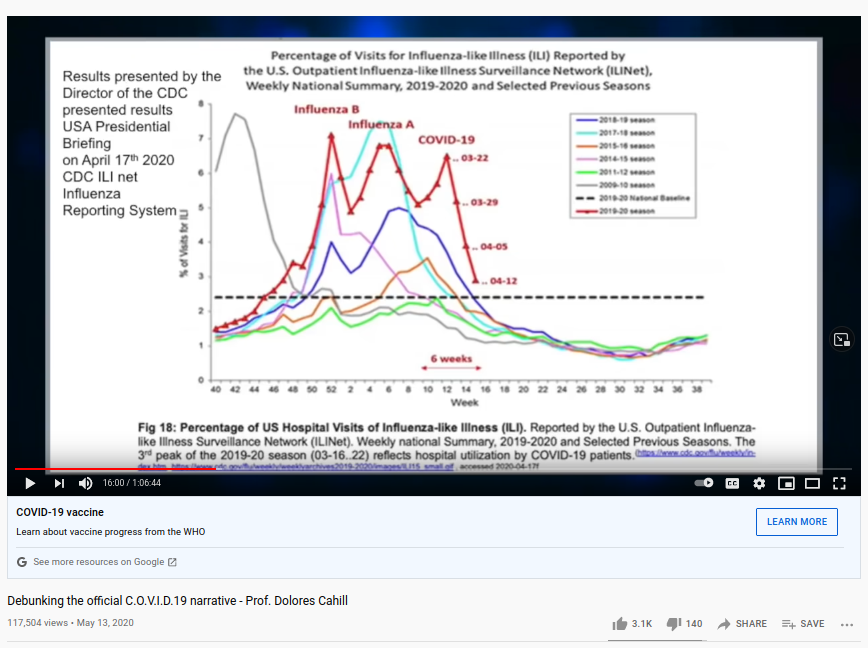 Percentage of Visits for Influenza-like Illness (ILI) Reported by
the U.S. Outpatient Influenza-like Illness Surveillance Network (ILINet),
Weekly National Summary, 2019-2020 and Selected Previous Seasons
Results presented by the
Director of the CDC
presented results
USA Presidential
Briefing
on April 17th 2020
CDC ILI net
Influenza
Reporting System
% of Visits for ILI
8
7
6
5
4
3
2
1
0
Influenza B
Influenza A
COVID-19
.. 03-22
.. 03-29
.. 04-05
.. 04-12
2018-19 season
2017-18 season
2015-16 season
2014-15 season
2011-12 season
2009-10 season
2019-20 National Baseline
2019-20 season
6 weeks
40 42 44 46 48 50 52 2 4 6 8 10 12 14 16 18 20 22 24 26 28 30 32 34 36 38
Week
Fig 18: Percentage of US Hospital Visits of Influenza-like Illness (ILI). Reported by the U.S. Outpatient Influenza-
like Illness Surveillance Network (ILINet). Weekly national Summary, 2019-2020 and Selected Previous Seasons. The
3rd peak of the 2019-20 season (03-16..22) reflects hospital utilization by COVID-19 patients. (https://www.cdc.gov/flu/weekly/in-
dex.htm, https://www.cdc.gov/flu/weekly/weeklyarchives2019-2020/images/ILI15_small.gif, accessed 2020-04-17f
16:00 / 1:06:44
CC
COVID-19 vaccine
Learn about vaccine progress from the WHO
LEARN MORE
G See more resources on Google
Debunking the official C.O.V.I.D.19 narrative - Prof. Dolores Cahill
117,504 views • May 13, 2020
3.1K 140 SHARE SAVE